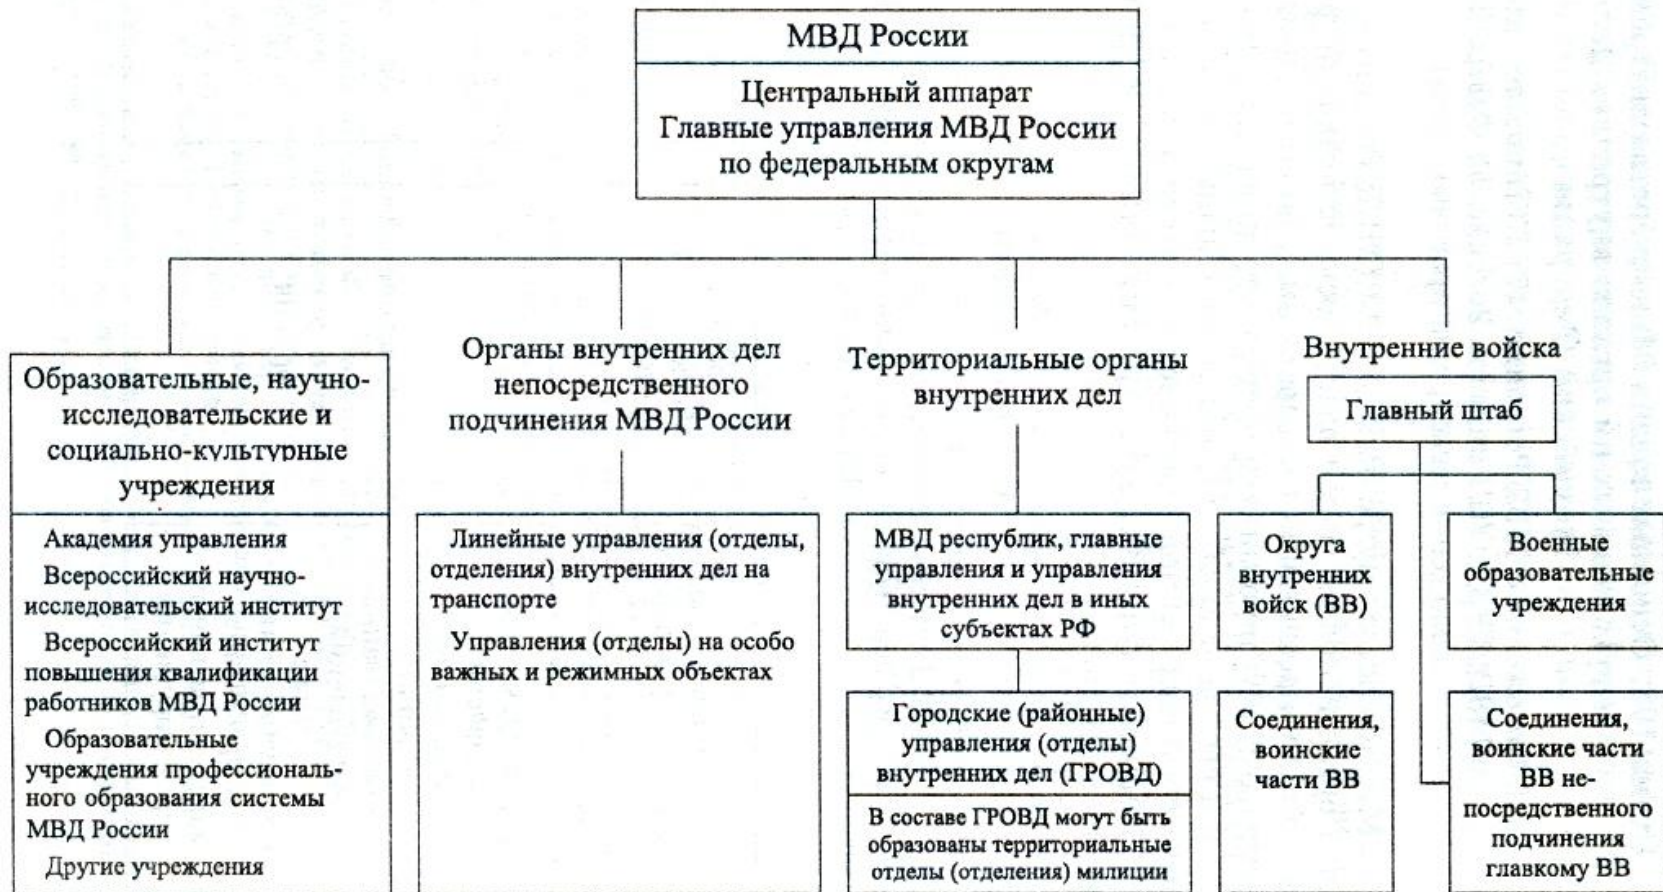 МВД России
Центральный аппарат
Главные управления МВД России
по федеральным округам
Образовательные, научно-
исследовательские и
социально-культурные
учреждения
Академия управления
Всероссийский научно-
исследовательский институт
Всероссийский институт
повышения квалификации
работников МВД России
Образовательные
учреждения профессиональ-
ного образования системы
МВД России
Другие учреждения
Органы внутренних дел
непосредственного
подчинения МВД России
Линейные управления (отделы,
отделения) внутренних дел на
транспорте
Управления (отделы) на особо
важных и режимных объектах
Территориальные органы
внутренних дел
МВД республик, главные
управления и управления
внутренних дел в иных
субъектах РФ
Городские (районные)
управления (отделы)
внутренних дел (ГРОВД)
В составе ГРОВД могут быть
образованы территориальные
отделы (отделения) милиции
Внутренние войска
Главный штаб
Округа
внутренних
войск (ВВ)
Соединения,
воинские
части ВВ
Военные
образовательные
учреждения
Соединения,
воинские части
ВВ не-
посредственного
подчинения
главкому ВВ